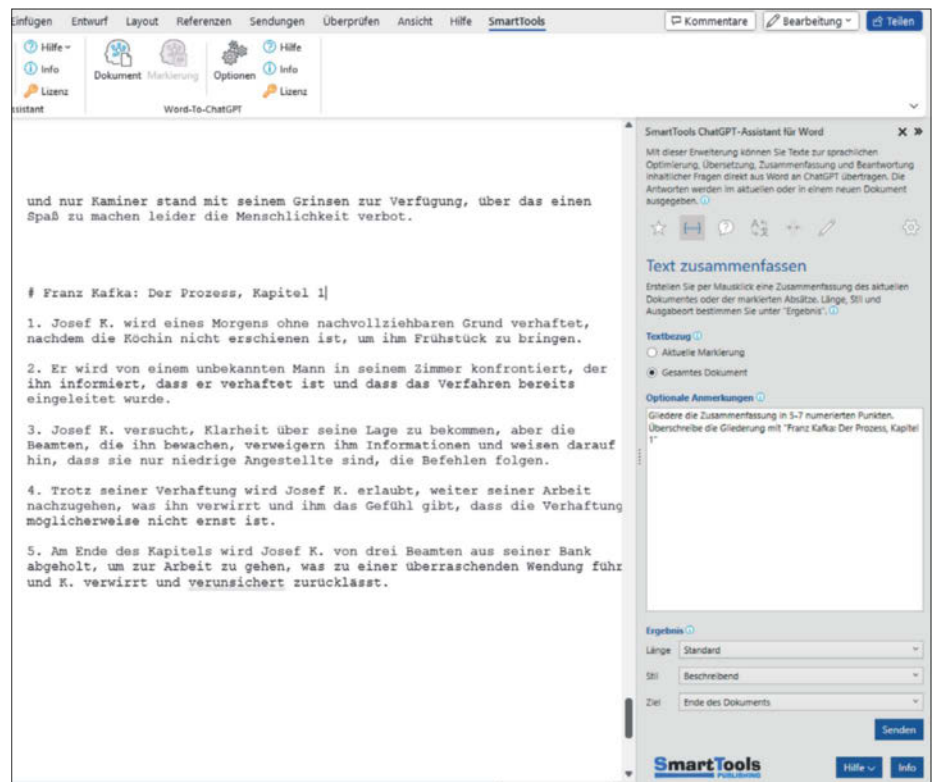 Einfügen Entwurf Layout Referenzen Sendungen Überprüfen Ansicht Hilfe SmartTools Kommentare Bearbeitung Teilen
Hilfe
Info
Lizenz
sistant
Dokument Markierung Optionen
Hilfe
Info
Lizenz
Word-To-ChatGPT
und nur Kaminer stand mit seinem Grinsen zur Verfügung, über das einen
Spaß zu machen leider die Menschlichkeit verbot.
# Franz Kafka: Der Prozess, Kapitel 1
1. Josef K. wird eines Morgens ohne nachvollziehbaren Grund verhaftet,
nachdem die Köchin nicht erschienen ist, um ihm Frühstück zu bringen.
2. Er wird von einem unbekannten Mann in seinem Zimmer konfrontiert, der
ihn informiert, dass er verhaftet ist und dass das Verfahren bereits
eingeleitet wurde.
3. Josef K. versucht, Klarheit über seine Lage zu bekommen, aber die
Beamten, die ihn bewachen, verweigern ihm Informationen und weisen darauf
hin, dass sie nur niedrige Angestellte sind, die Befehlen folgen.
4. Trotz seiner Verhaftung wird Josef K. erlaubt, weiter seiner Arbeit
nachzugehen, was ihn verwirrt und ihm das Gefühl gibt, dass die Verhaftung
möglicherweise nicht ernst ist.
5. Am Ende des Kapitels wird Josef K. von drei Beamten aus seiner Bank
abgeholt, um zur Arbeit zu gehen, was zu einer überraschenden Wendung führ
und K. verwirrt und verunsichert zurücklässt.
SmartTools ChatGPT-Assistant für Word
Mit dieser Erweiterung können Sie Texte zur sprachlichen
Optimierung, Übersetzung, Zusammenfassung und Beantwortung
inhaltlicher Fragen direkt aus Word an ChatGPT übertragen. Die
Antworten werden im aktuellen oder in einem neuen Dokument
ausgegeben.
Text zusammenfassen
Erstellen Sie per Mausklick eine Zusammenfassung des aktuellen
Dokumentes oder der markierten Absätze. Länge, Stil und
Ausgabeort bestimmen Sie unter "Ergebnis".
Textbezug
Aktuelle Markierung
Gesamtes Dokument
Optionale Anmerkungen
Gliedere die Zusammenfassung in 5-7 numerierten Punkten.
Überschreibe die Gliederung mit "Franz Kafka: Der Prozess, Kapitel
1"
Ergebnis
Länge Standard
Stil Beschreibend
Ziel Ende des Dokuments
Senden
SmartTools
PUBLISHING
Hilfe Info